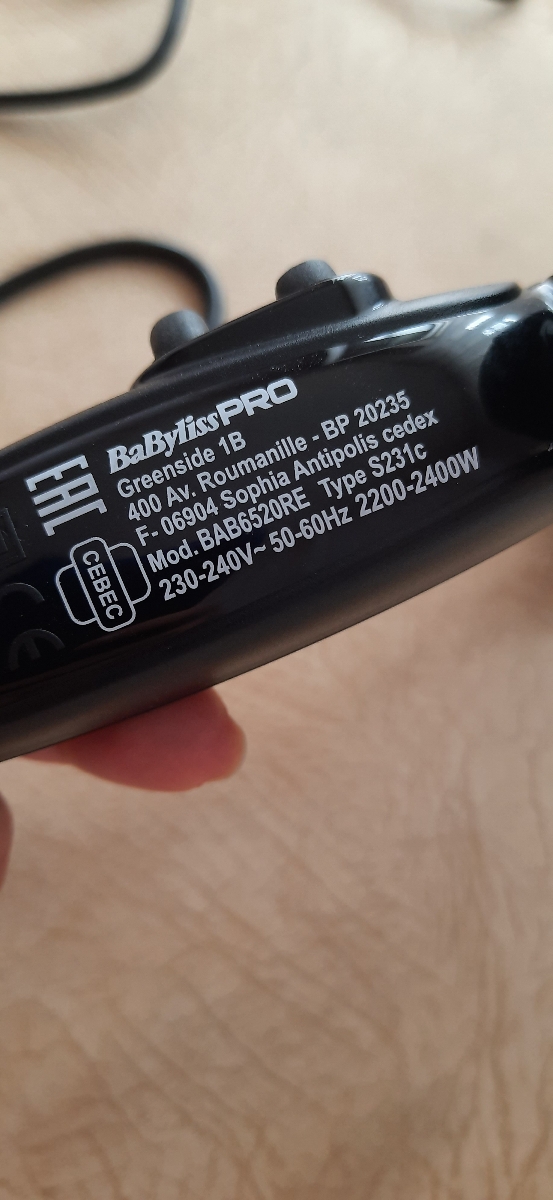 BaBylissPRO
Greenside 1B
400 Av. Roumanille - BP 20235
F- 06904 Sophia Antipolis cedex
Mod. BAB6520RE Type S231c
230-240V~ 50-60Hz 2200-2400W
EAC
CEBEC
CE